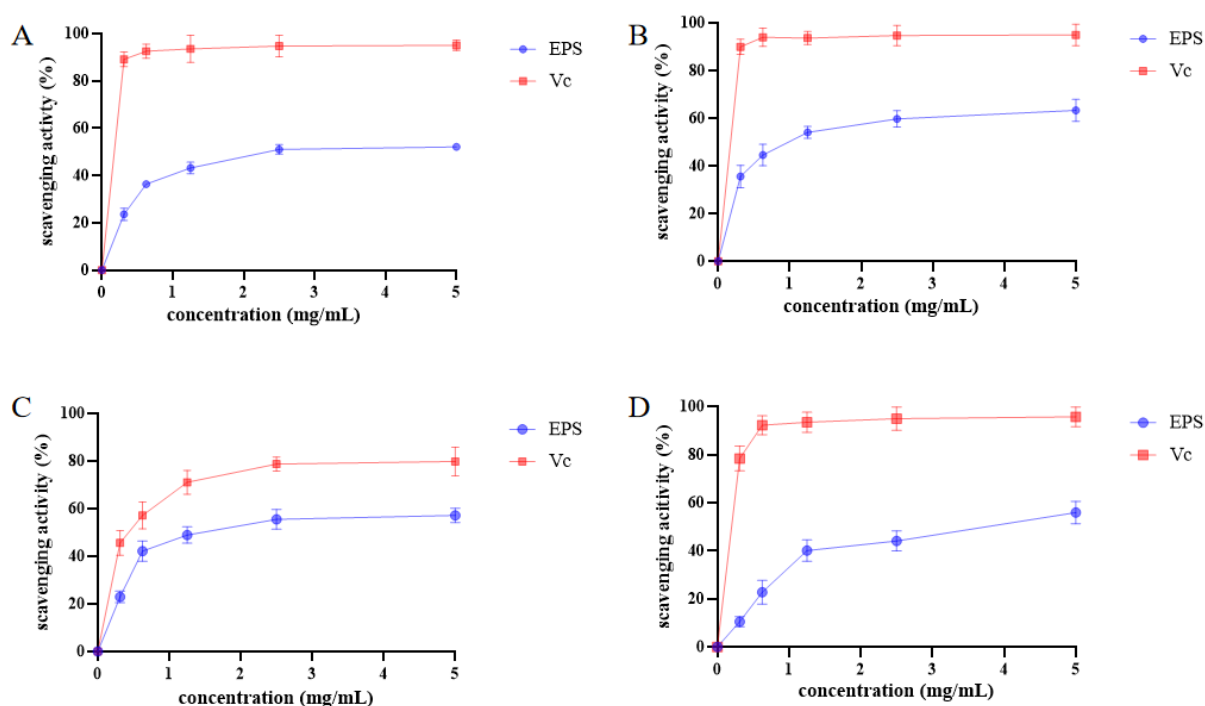 A
scavenging activty (%)
100
80
60
40
20
0
0 1 2 3 4 5
concentration (mg/mL)
EPS
Vc
B
scavenging activity (%)
100
80
60
40
20
0
0 1 2 3 4 5
concentration (mg/mL)
EPS
Vc
C
scavenging activity (%)
100
80
60
40
20
0
0 1 2 3 4 5
concentration (mg/mL)
EPS
Vc
D
scavenging acitivity (%)
100
80
60
40
20
0
0 1 2 3 4 5
concentration (mg/mL)
EPS
Vc